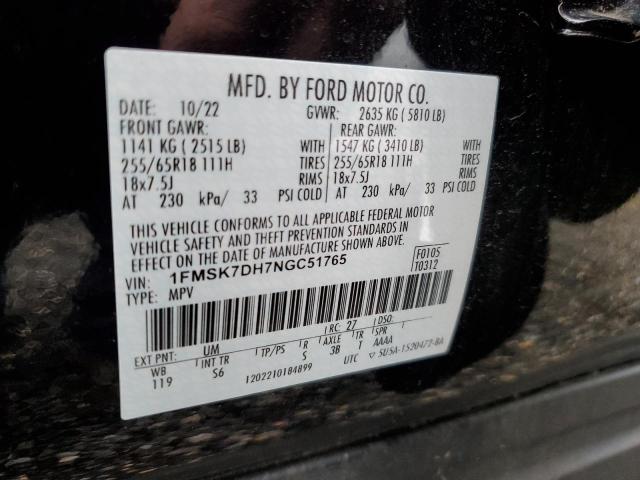 MFD. BY FORD MOTOR CO.
DATE: 10/22 GVWR: 2635 KG ( 5810 LB)
FRONT GAWR: REAR GAWR:
1141 KG ( 2515 LB) WITH 1547 KG ( 3410 LB)
255/65R18 111H TIRES 255/65R18 111H
18x7.5J RIMS 18x7.5J
AT 230 kPa/ 33 PSI COLD AT 230 kPa/ 33 PSI COLD
THIS VEHICLE CONFORMS TO ALL APPLICABLE FEDERAL MOTOR
VEHICLE SAFETY AND THEFT PREVENTION STANDARDS IN
EFFECT ON THE DATE OF MANUFACTURE SHOWN ABOVE.
VIN: 1FMSK7DH7NGC51765 F0105
TYPE: MPV T0312
EXT PNT: UM RC: 27 DSO:
WB INT TR TP/PS R AXLE TR SPR
119 S6 S 3B T AAAA
1202210184899 UTC 5U5A-1520472-BA